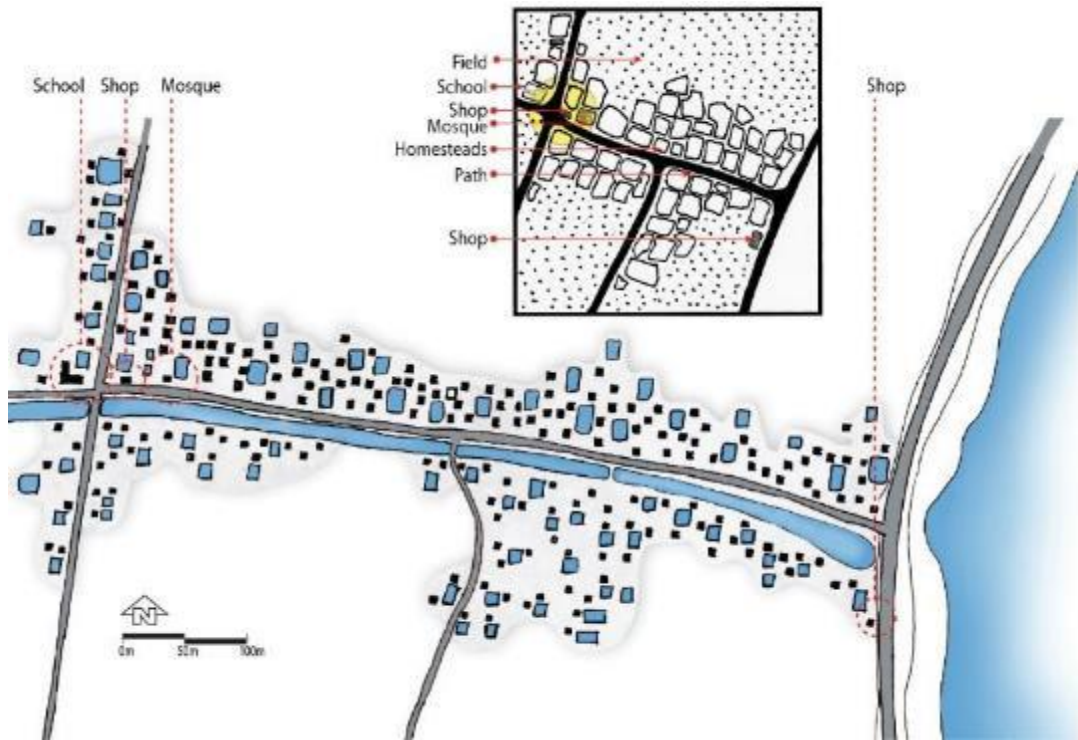 School Shop Mosque
Field
School
Shop
Mosque
Homesteads
Path
Shop
Shop
N
0m 50m 100m